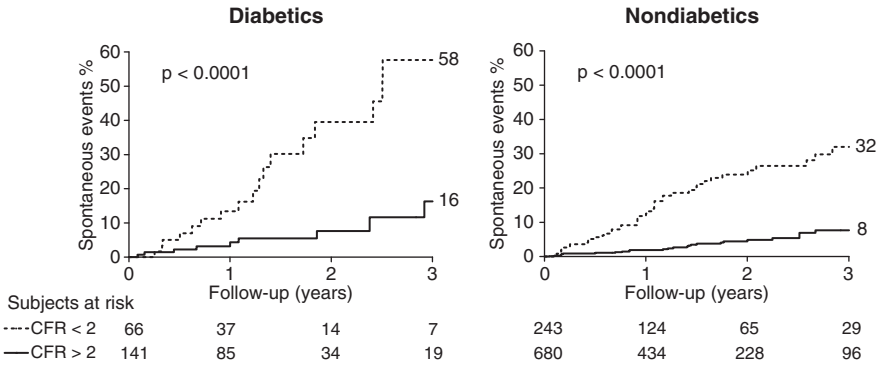 Diabetics
Nondiabetics
Spontaneous events %
60
50
40
30
20
10
0
p < 0.0001
58
16
0 1 2 3
Follow-up (years)
Spontaneous events %
60
50
40
30
20
10
0
p < 0.0001
32
8
0 1 2 3
Follow-up (years)
Subjects at risk
CFR < 2 66 37 14 7 243 124 65 29
CFR > 2 141 85 34 19 680 434 228 96